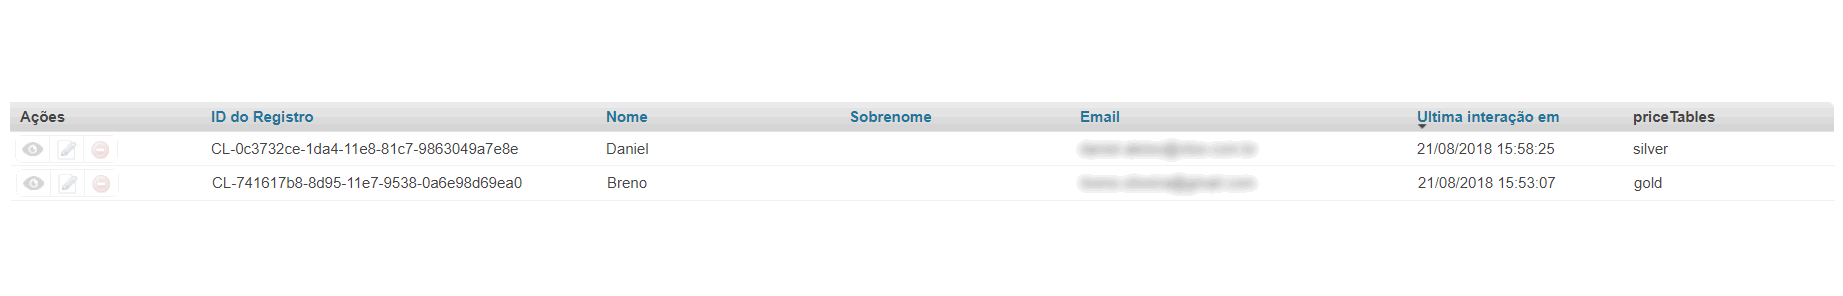 Ações ID do Registro Nome Sobrenome Email Ultima interação em priceTables
CL-0c3732ce-1da4-11e8-81c7-9863049a7e8e Daniel 21/08/2018 15:58:25 silver
CL-741617b8-8d95-11e7-9538-0a6e98d69ea0 Breno 21/08/2018 15:53:07 gold